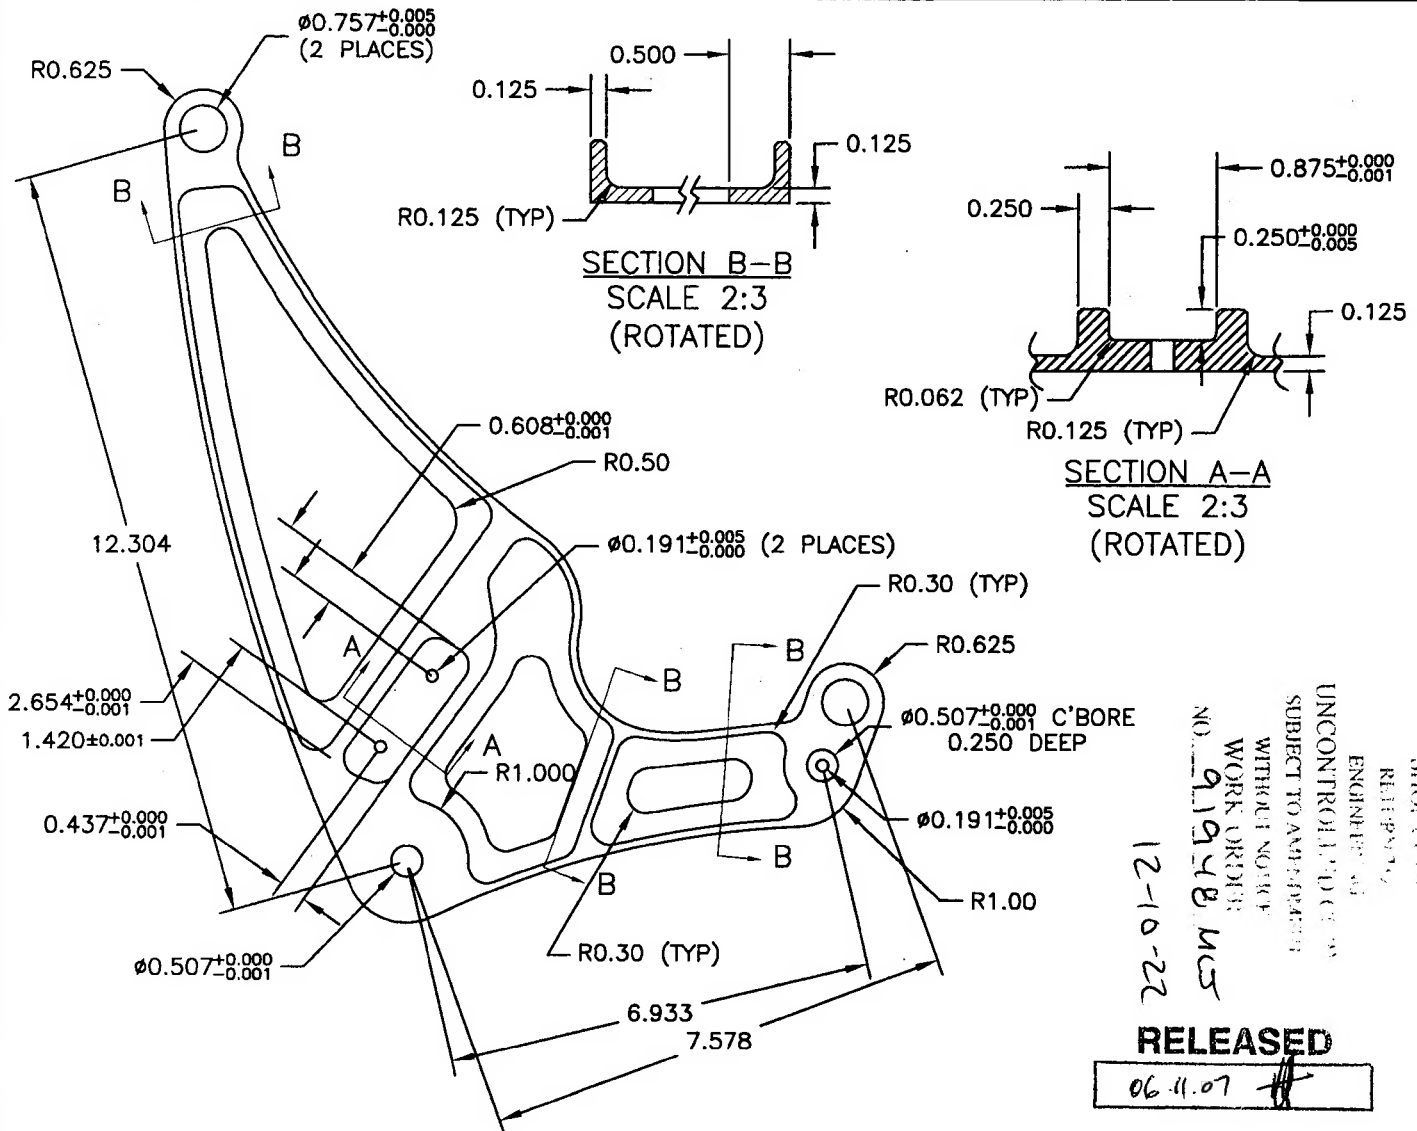 ø0.757+0.005
-0.000
(2 PLACES)
R0.625
0.500
0.125
0.125
R0.125 (TYP)
SECTION B-B
SCALE 2:3
(ROTATED)
0.875+0.000
-0.001
0.250
0.250+0.000
-0.005
0.125
R0.062 (TYP)
R0.125 (TYP)
SECTION A-A
SCALE 2:3
(ROTATED)
B
B
0.608+0.000
-0.001
R0.50
12.304
ø0.191+0.005
-0.000 (2 PLACES)
R0.30 (TYP)
R0.625
A
A
B
B
B
B
2.654+0.000
-0.001
1.420±0.001
R1.000
ø0.507+0.000
-0.001 C'BORE
0.250 DEEP
0.437+0.000
-0.001
ø0.191+0.005
-0.000
R1.00
ø0.507+0.000
-0.001
R0.30 (TYP)
6.933
7.578
ENGINEERING
UNCONTROLLED COPY
SUBJECT TO AMENDMENT
WITHOUT NOTICE
WORK ORDER
NO. 91948 MCJ
12-10-22
RELEASED
06.11.07